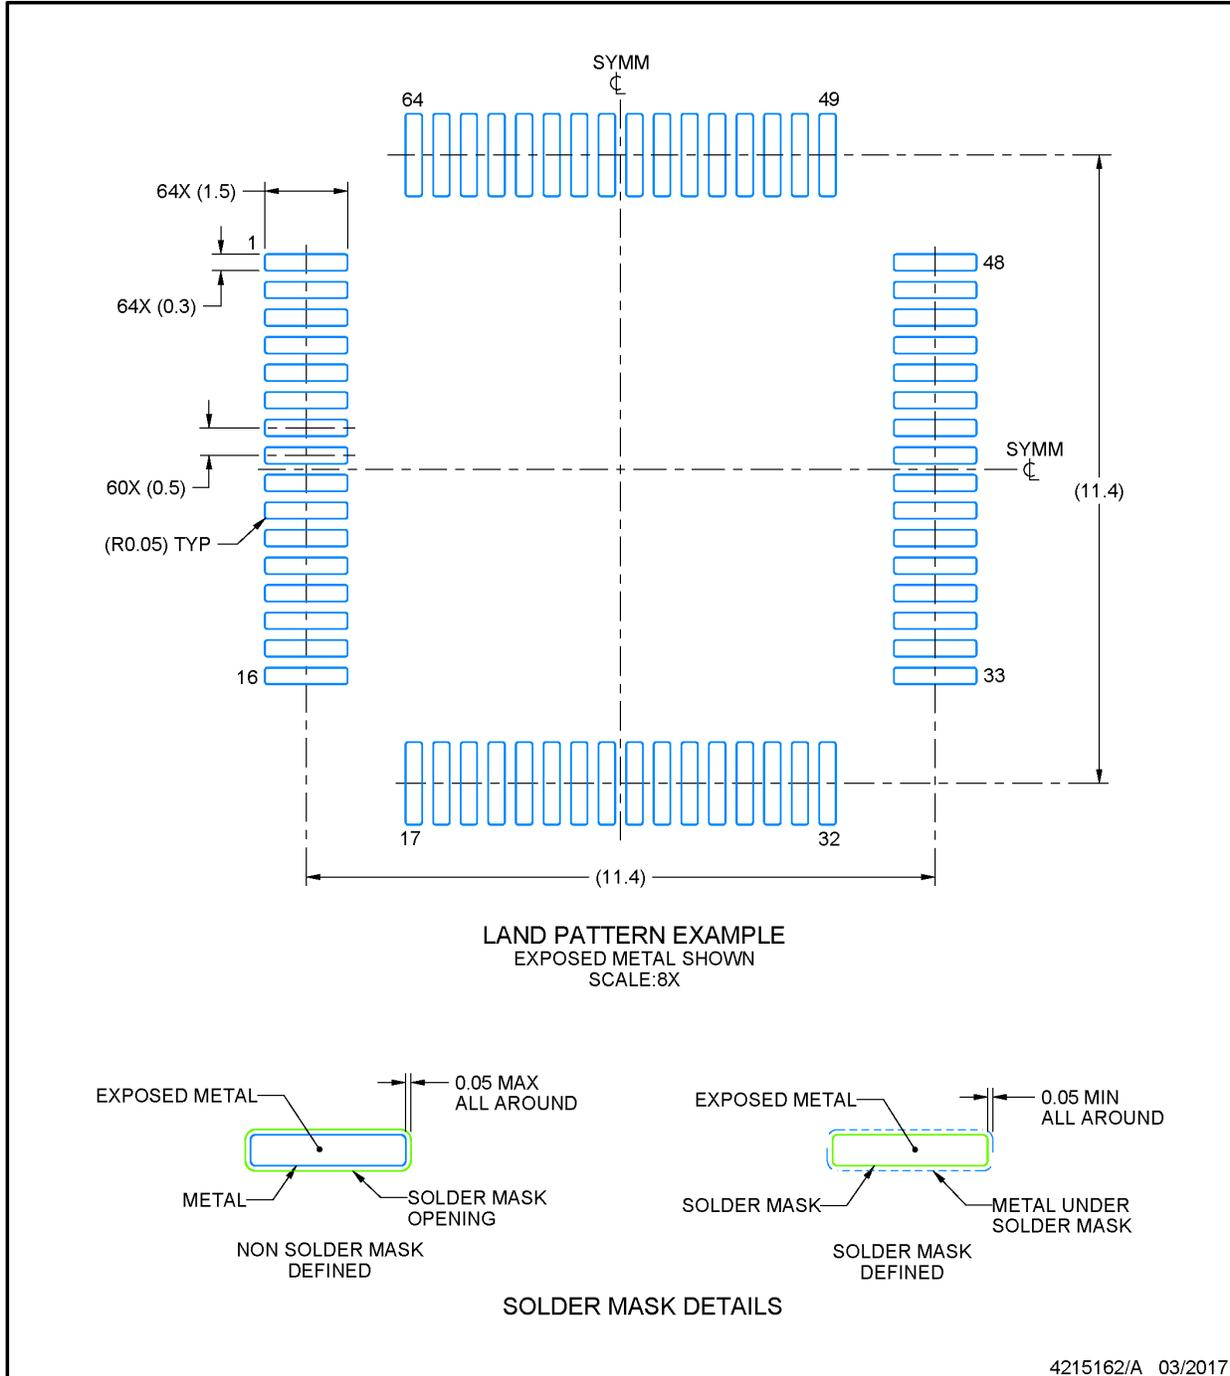 SYMM
℄
64
49
64X (1.5)
1
48
64X (0.3)
SYMM
℄
60X (0.5)
(11.4)
(R0.05) TYP
16
33
17
32
(11.4)
LAND PATTERN EXAMPLE
EXPOSED METAL SHOWN
SCALE:8X
0.05 MAX
ALL AROUND
EXPOSED METAL
METAL
SOLDER MASK
OPENING
NON SOLDER MASK
DEFINED
0.05 MIN
ALL AROUND
EXPOSED METAL
SOLDER MASK
METAL UNDER
SOLDER MASK
SOLDER MASK
DEFINED
SOLDER MASK DETAILS
4215162/A 03/2017